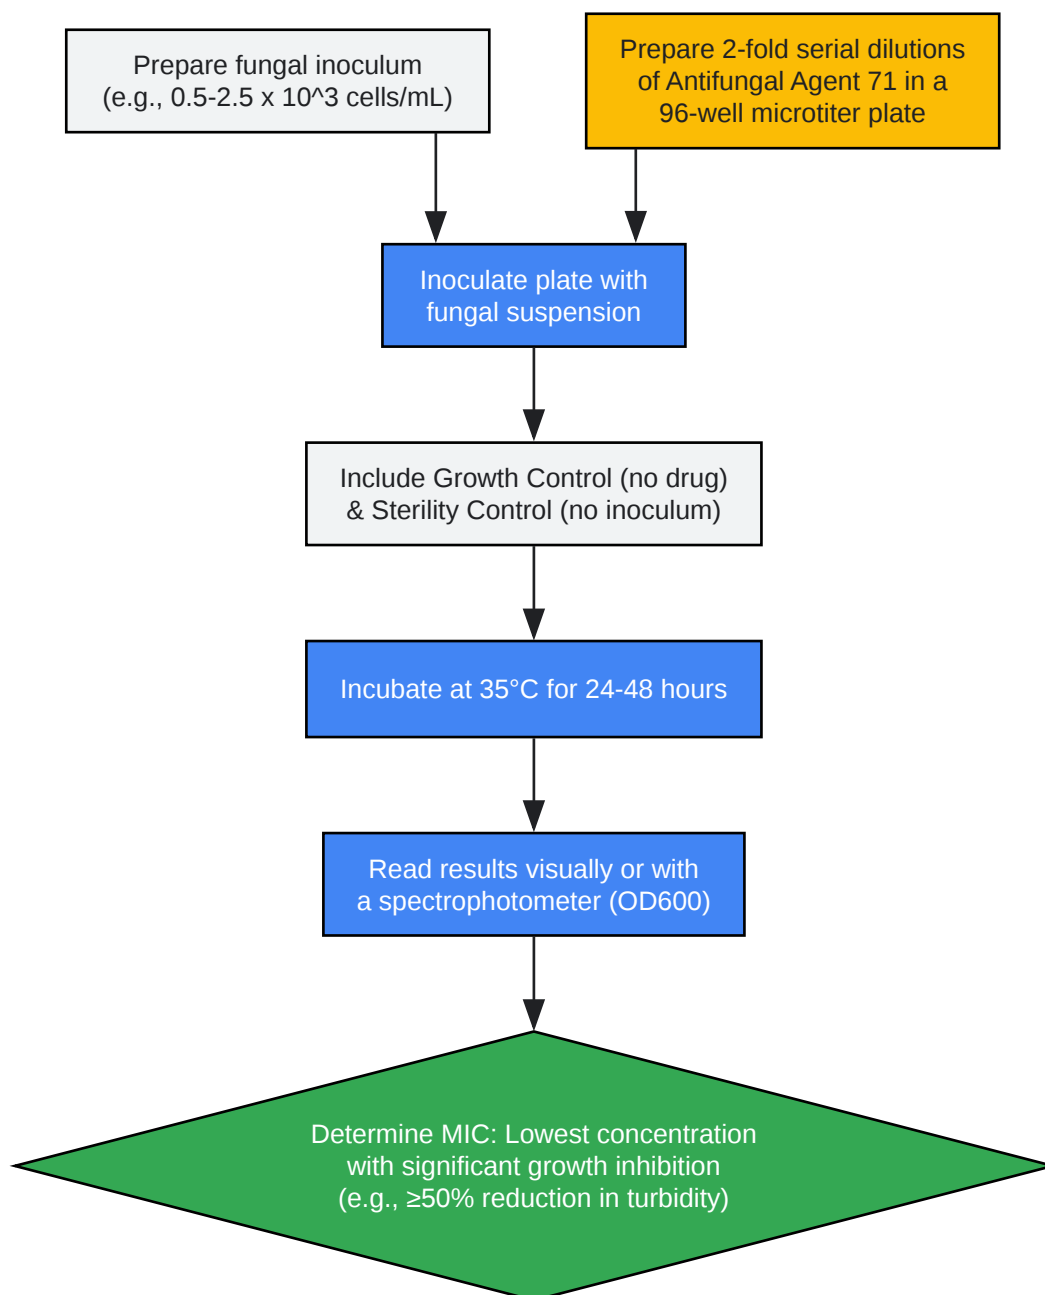 Prepare fungal inoculum
(e.g., 0.5-2.5 x 10^3 cells/mL)
Prepare 2-fold serial dilutions
of Antifungal Agent 71 in a
96-well microtiter plate
Inoculate plate with
fungal suspension
Include Growth Control (no drug)
& Sterility Control (no inoculum)
Incubate at 35°C for 24-48 hours
Read results visually or with
a spectrophotometer (OD600)
Determine MIC: Lowest concentration
with significant growth inhibition
(e.g., ≥50% reduction in turbidity)